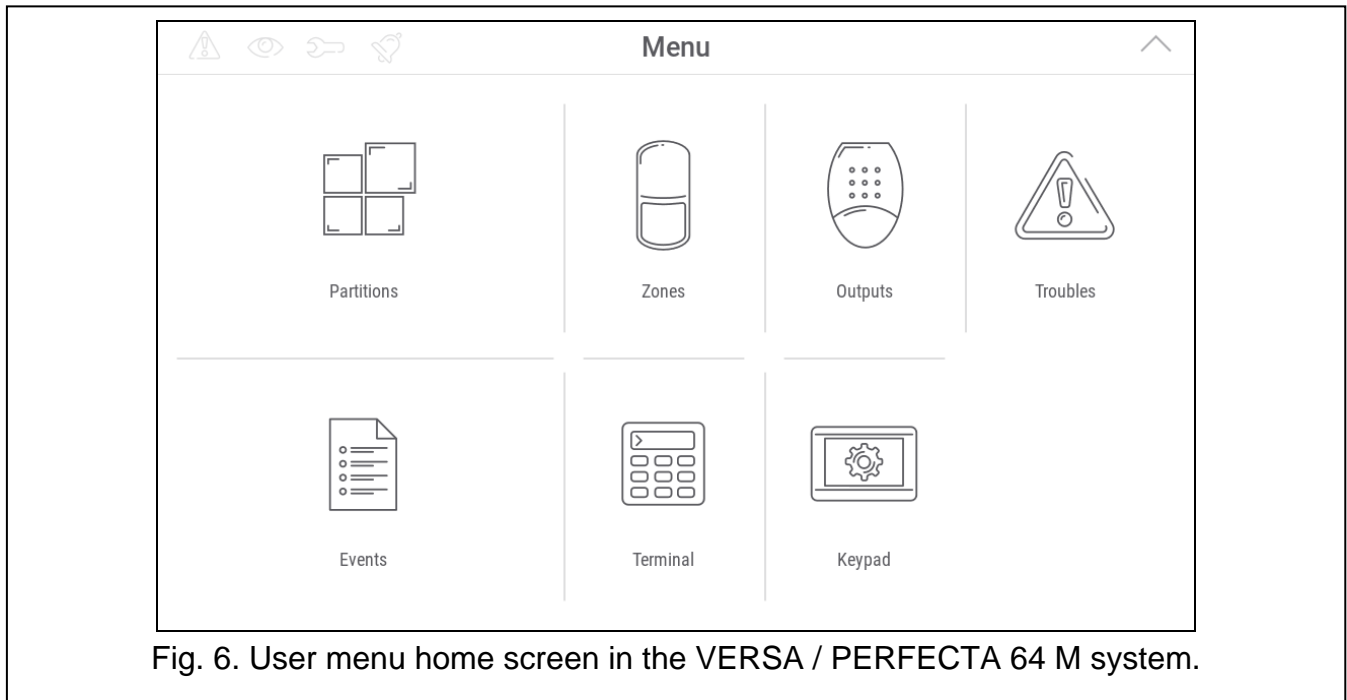 Menu
Partitions
Zones
Outputs
Troubles
Events
Terminal
Keypad
Fig. 6. User menu home screen in the VERSA / PERFECTA 64 M system.